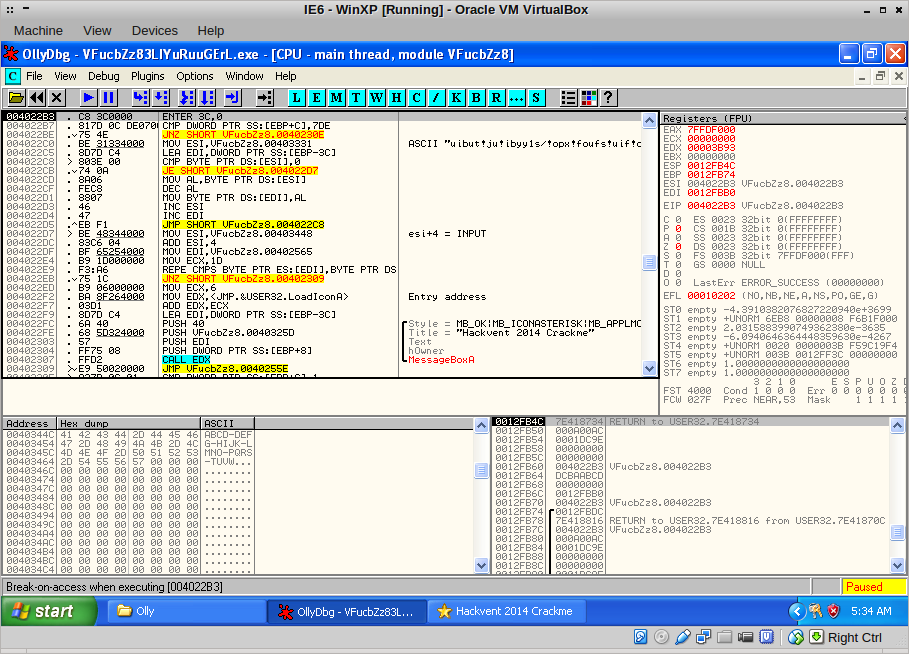 IE6 - WinXP [Running] - Oracle VM VirtualBox
Machine View Devices Help
OllyDbg - VFucbZz83LIYuRuuGErL.exe - [CPU - main thread, module VFucbZz8]
C File View Debug Plugins Options Window Help
L E M T W H C / K B R ... S ?
004022B3 . C8 3C0000 ENTER 3C,0
004022B7 . 817D 0C DE070 CMP DWORD PTR SS:[EBP+C],7DE
004022BE .v75 4E JNZ SHORT VFucbZz8.0040230E
004022C0 . BE 31334000 MOV ESI,VFucbZz8.00403331 ASCII "uibut!ju!ibyyls/!opx!foufs!uif!c
004022C5 . 8D7D C4 LEA EDI,DWORD PTR SS:[EBP-3C]
004022C8 > 803E 00 CMP BYTE PTR DS:[ESI],0
004022CB .v74 0A JE SHORT VFucbZz8.004022D7
004022CD . 8A06 MOV AL,BYTE PTR DS:[ESI]
004022CF . FEC8 DEC AL
004022D1 . 8807 MOV BYTE PTR DS:[EDI],AL
004022D3 . 46 INC ESI
004022D4 . 47 INC EDI
004022D5 .^EB F1 JMP SHORT VFucbZz8.004022C8
004022D7 > BE 48344000 MOV ESI,VFucbZz8.00403448 esi+4 = INPUT
004022DC . 83C6 04 ADD ESI,4
004022DF . BF 65254000 MOV EDI,VFucbZz8.00402565
004022E4 . B9 1D000000 MOV ECX,1D
004022E9 . F3:A6 REPE CMPS BYTE PTR ES:[EDI],BYTE PTR DS
004022EB .v75 1C JNZ SHORT VFucbZz8.00402309
004022ED . B9 06000000 MOV ECX,6
004022F2 . BA 8F264000 MOV EDX,<JMP.&USER32.LoadIconA> Entry address
004022F7 . 03D1 ADD EDX,ECX
004022F9 . 8D7D C4 LEA EDI,DWORD PTR SS:[EBP-3C]
004022FC . 6A 40 PUSH 40 Style = MB_OK|MB_ICONASTERISK|MB_APPLMO
004022FE . 68 5D324000 PUSH VFucbZz8.0040325D Title = "Hackvent 2014 Crackme"
00402303 . 57 PUSH EDI Text
00402304 . FF75 08 PUSH DWORD PTR SS:[EBP+8] hOwner
00402307 . FFD2 CALL EDX MessageBoxA
00402309 >vE9 50020000 JMP VFucbZz8.0040255E
Registers (FPU)
EAX 7FFDF000
ECX 00000000
EDX 00003B93
EBX 00000000
ESP 0012FB4C
EBP 0012FB74
ESI 004022B3 VFucbZz8.004022B3
EDI 0012FBB0
EIP 004022B3 VFucbZz8.004022B3
C 0 ES 0023 32bit 0(FFFFFFFF)
P 0 CS 001B 32bit 0(FFFFFFFF)
A 0 SS 0023 32bit 0(FFFFFFFF)
Z 0 DS 0023 32bit 0(FFFFFFFF)
S 0 FS 003B 32bit 7FFDF000(FFF)
T 0 GS 0000 NULL
D 0
O 0 LastErr ERROR_SUCCESS (00000000)
EFL 00010202 (NO,NB,NE,A,NS,PO,GE,G)
ST0 empty -4.3910382076827220940e+3699
ST1 empty +UNORM 6EB8 00000008 F6B1F000
ST2 empty 2.0315883990749362380e-3635
ST3 empty -6.0940646364448359630e-4267
ST4 empty +UNORM 0020 0000003B F59C19F4
ST5 empty +UNORM 003B 0012FF3C 00000000
ST6 empty 1.0000000000000000000
ST7 empty 1.0000000000000000000
3 2 1 0 E S P U O Z D
FST 4000 Cond 1 0 0 0 Err 0 0 0 0 0 0 0
FCW 027F Prec NEAR,53 Mask 1 1 1 1 1
Address Hex dump ASCII
0040344C 41 42 43 44 2D 44 45 46 ABCD-DEF
00403454 47 2D 48 49 4A 4B 2D 4C G-HIJK-L
0040345C 4D 4E 4F 2D 50 51 52 53 MNO-PQRS
00403464 2D 54 55 56 57 00 00 00 -TUVW...
0040346C 00 00 00 00 00 00 00 00 ........
00403474 00 00 00 00 00 00 00 00 ........
0040347C 00 00 00 00 00 00 00 00 ........
00403484 00 00 00 00 00 00 00 00 ........
0040348C 00 00 00 00 00 00 00 00 ........
00403494 00 00 00 00 00 00 00 00 ........
0040349C 00 00 00 00 00 00 00 00 ........
004034A4 00 00 00 00 00 00 00 00 ........
004034AC 00 00 00 00 00 00 00 00 ........
004034B4 00 00 00 00 00 00 00 00 ........
004034BC 00 00 00 00 00 00 00 00 ........
004034C4 00 00 00 00 00 00 00 00 ........
0012FB4C 7E418734 RETURN to USER32.7E418734
0012FB50 000A00AC
0012FB54 0001DC9E
0012FB58 00000000
0012FB5C 00000000
0012FB60 004022B3 VFucbZz8.004022B3
0012FB64 DCBAABCD
0012FB68 00000000
0012FB6C 0012FBB0
0012FB70 004022B3 VFucbZz8.004022B3
0012FB74 0012FBDC
0012FB78 7E418816 RETURN to USER32.7E418816 from USER32.7E41870C
0012FB7C 004022B3 VFucbZz8.004022B3
0012FB80 000A00AC
0012FB84 0001DC9E
0012FB88 00000000
0012FB8C 00000000
Break-on-access when executing [004022B3] Paused
start Olly OllyDbg - VFucbZz83L... Hackvent 2014 Crackme 5:34 AM
Right Ctrl